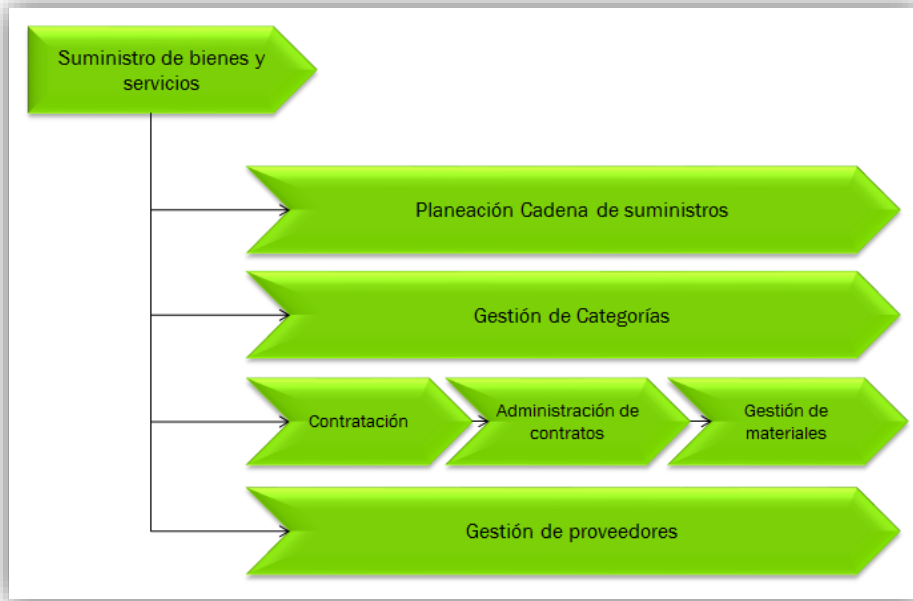 Suministro de bienes y
servicios
Planeación Cadena de suministros
Gestión de Categorías
Contratación
Administración de
contratos
Gestión de
materiales
Gestión de proveedores